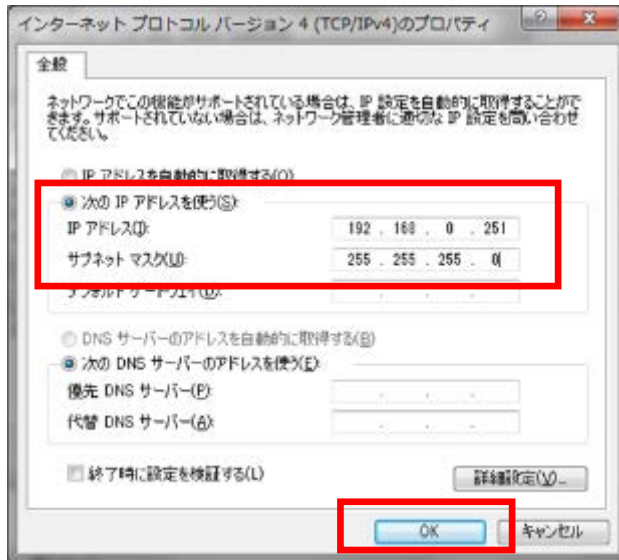 インターネット プロトコル バージョン 4 (TCP/IPv4)のプロパティ
全般
ネットワークでこの機能がサポートされている場合は、IP 設定を自動的に取得することがで
きます。サポートされていない場合は、ネットワーク管理者に適切な IP 設定を問い合わせ
てください。
IP アドレスを自動的に取得する(O)
次の IP アドレスを使う(S):
IP アドレス(I): 192 . 168 . 0 . 251
サブネット マスク(U): 255 . 255 . 255 . 0
デフォルト ゲートウェイ(D): . . .
DNS サーバーのアドレスを自動的に取得する(B)
次の DNS サーバーのアドレスを使う(E):
優先 DNS サーバー(P): . . .
代替 DNS サーバー(A): . . .
終了時に設定を検証する(L)
詳細設定(V)...
OK キャンセル